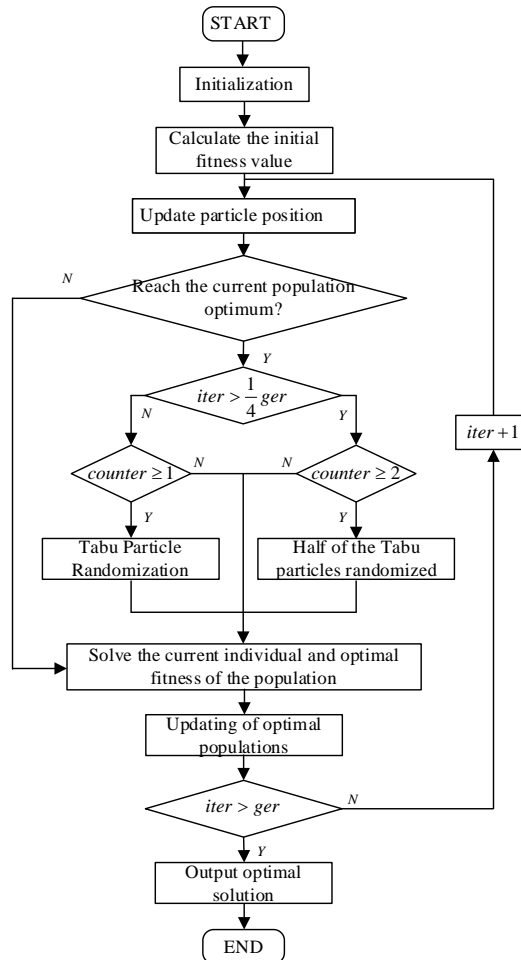 START
Initialization
Calculate the initial
fitness value
Update particle position
N
Reach the current population
optimum?
Y
iter > 1/4 ger
N
Y
iter +1
counter ≥ 1
N
N
counter ≥ 2
Y
Y
Tabu Particle
Randomization
Half of the Tabu
particles randomized
Solve the current individual and optimal
fitness of the population
Updating of optimal
populations
iter > ger
N
Y
Output optimal
solution
END